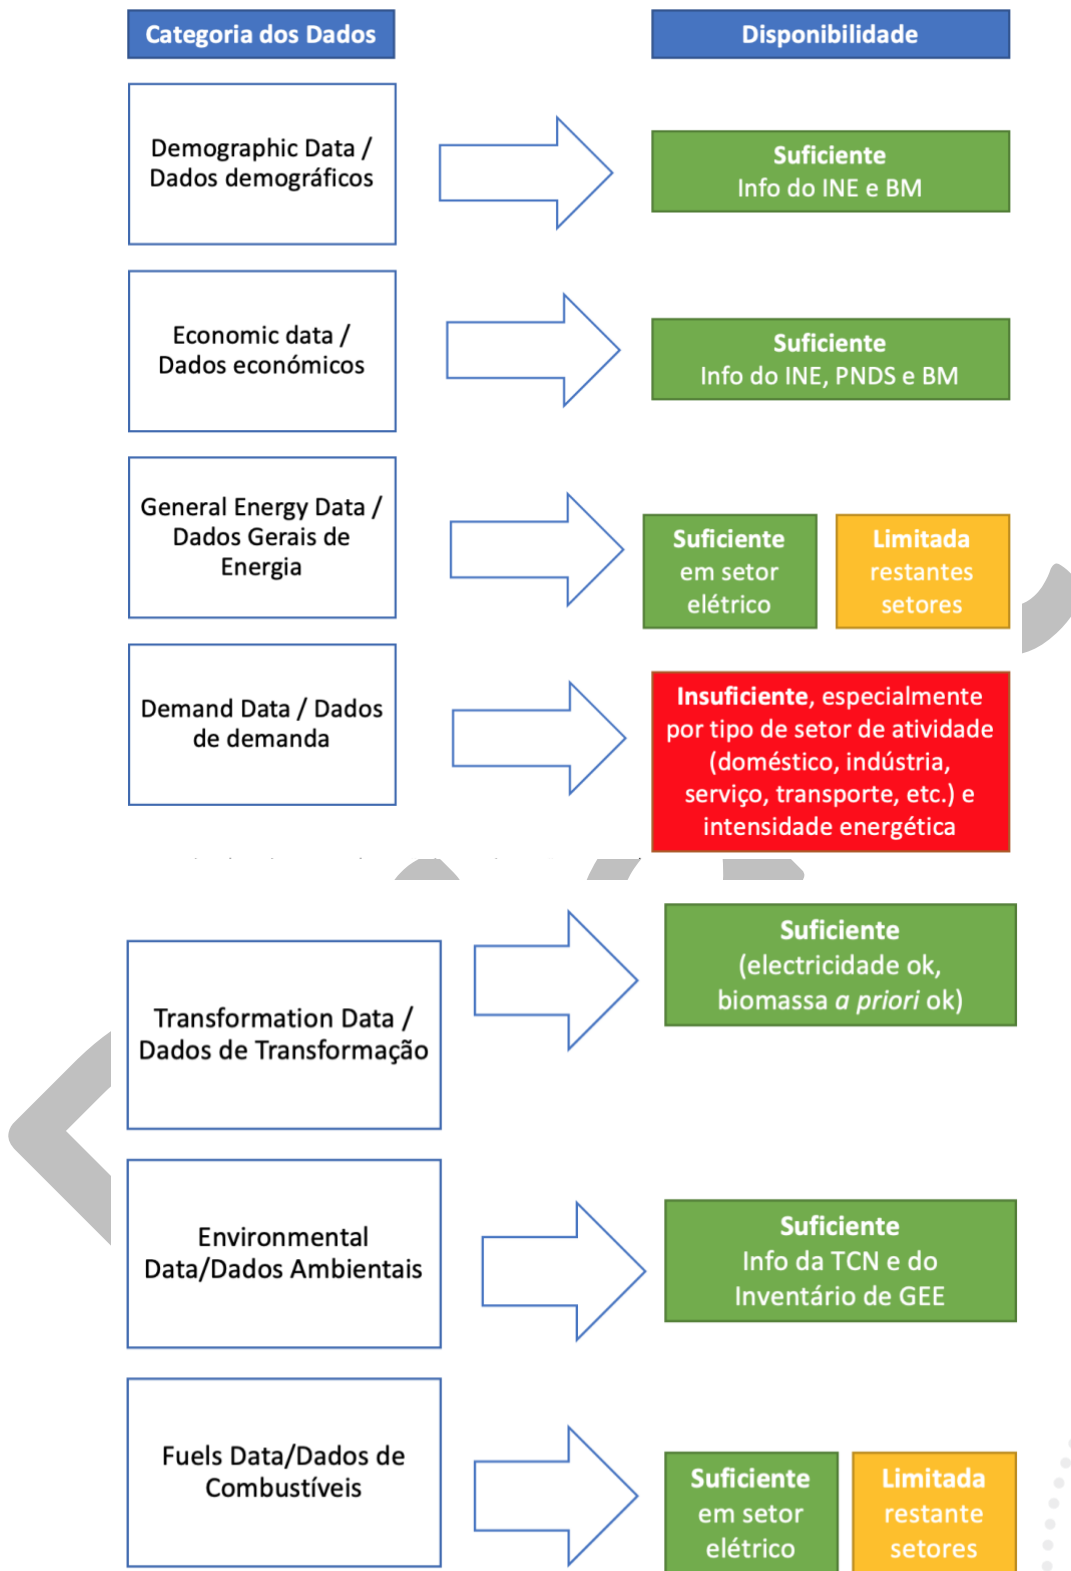 Categoria dos Dados
Disponibilidade
Demographic Data /
Dados demográficos
Suficiente
Info do INE e BM
Economic data /
Dados económicos
Suficiente
Info do INE, PNDS e BM
General Energy Data /
Dados Gerais de
Energia
Suficiente
em setor
elétrico
Limitada
restantes
setores
Demand Data / Dados
de demanda
Insuficiente, especialmente
por tipo de setor de atividade
(doméstico, indústria,
serviço, transporte, etc.) e
intensidade energética
Transformation Data /
Dados de Transformação
Suficiente
(electricidade ok,
biomassa a priori ok)
Environmental
Data/Dados Ambientais
Suficiente
Info da TCN e do
Inventário de GEE
Fuels Data/Dados de
Combustíveis
Suficiente
em setor
elétrico
Limitada
restante
setores